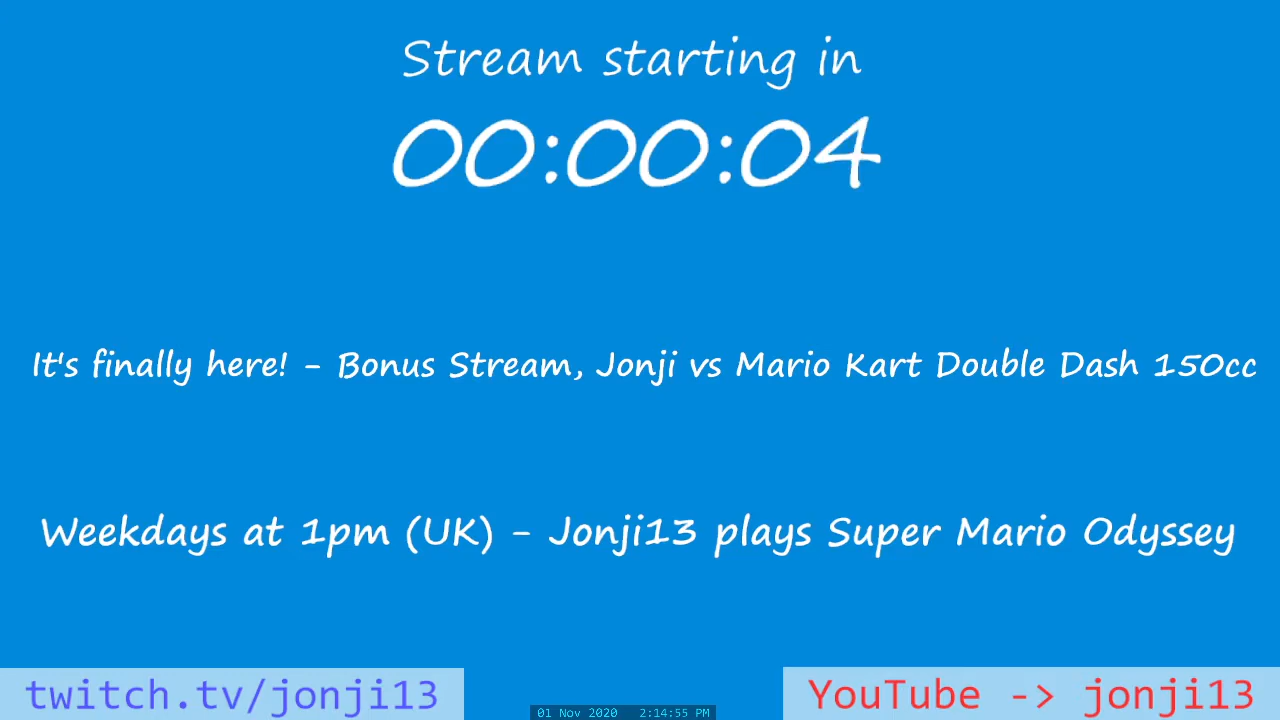 Stream starting in
00:00:04
It's finally here! - Bonus Stream, Jonji vs Mario Kart Double Dash 150cc
Weekdays at 1pm (UK) - Jonji13 plays Super Mario Odyssey
twitch.tv/jonji13
01 Nov 2020 2:14:55 PM
YouTube -> jonji13